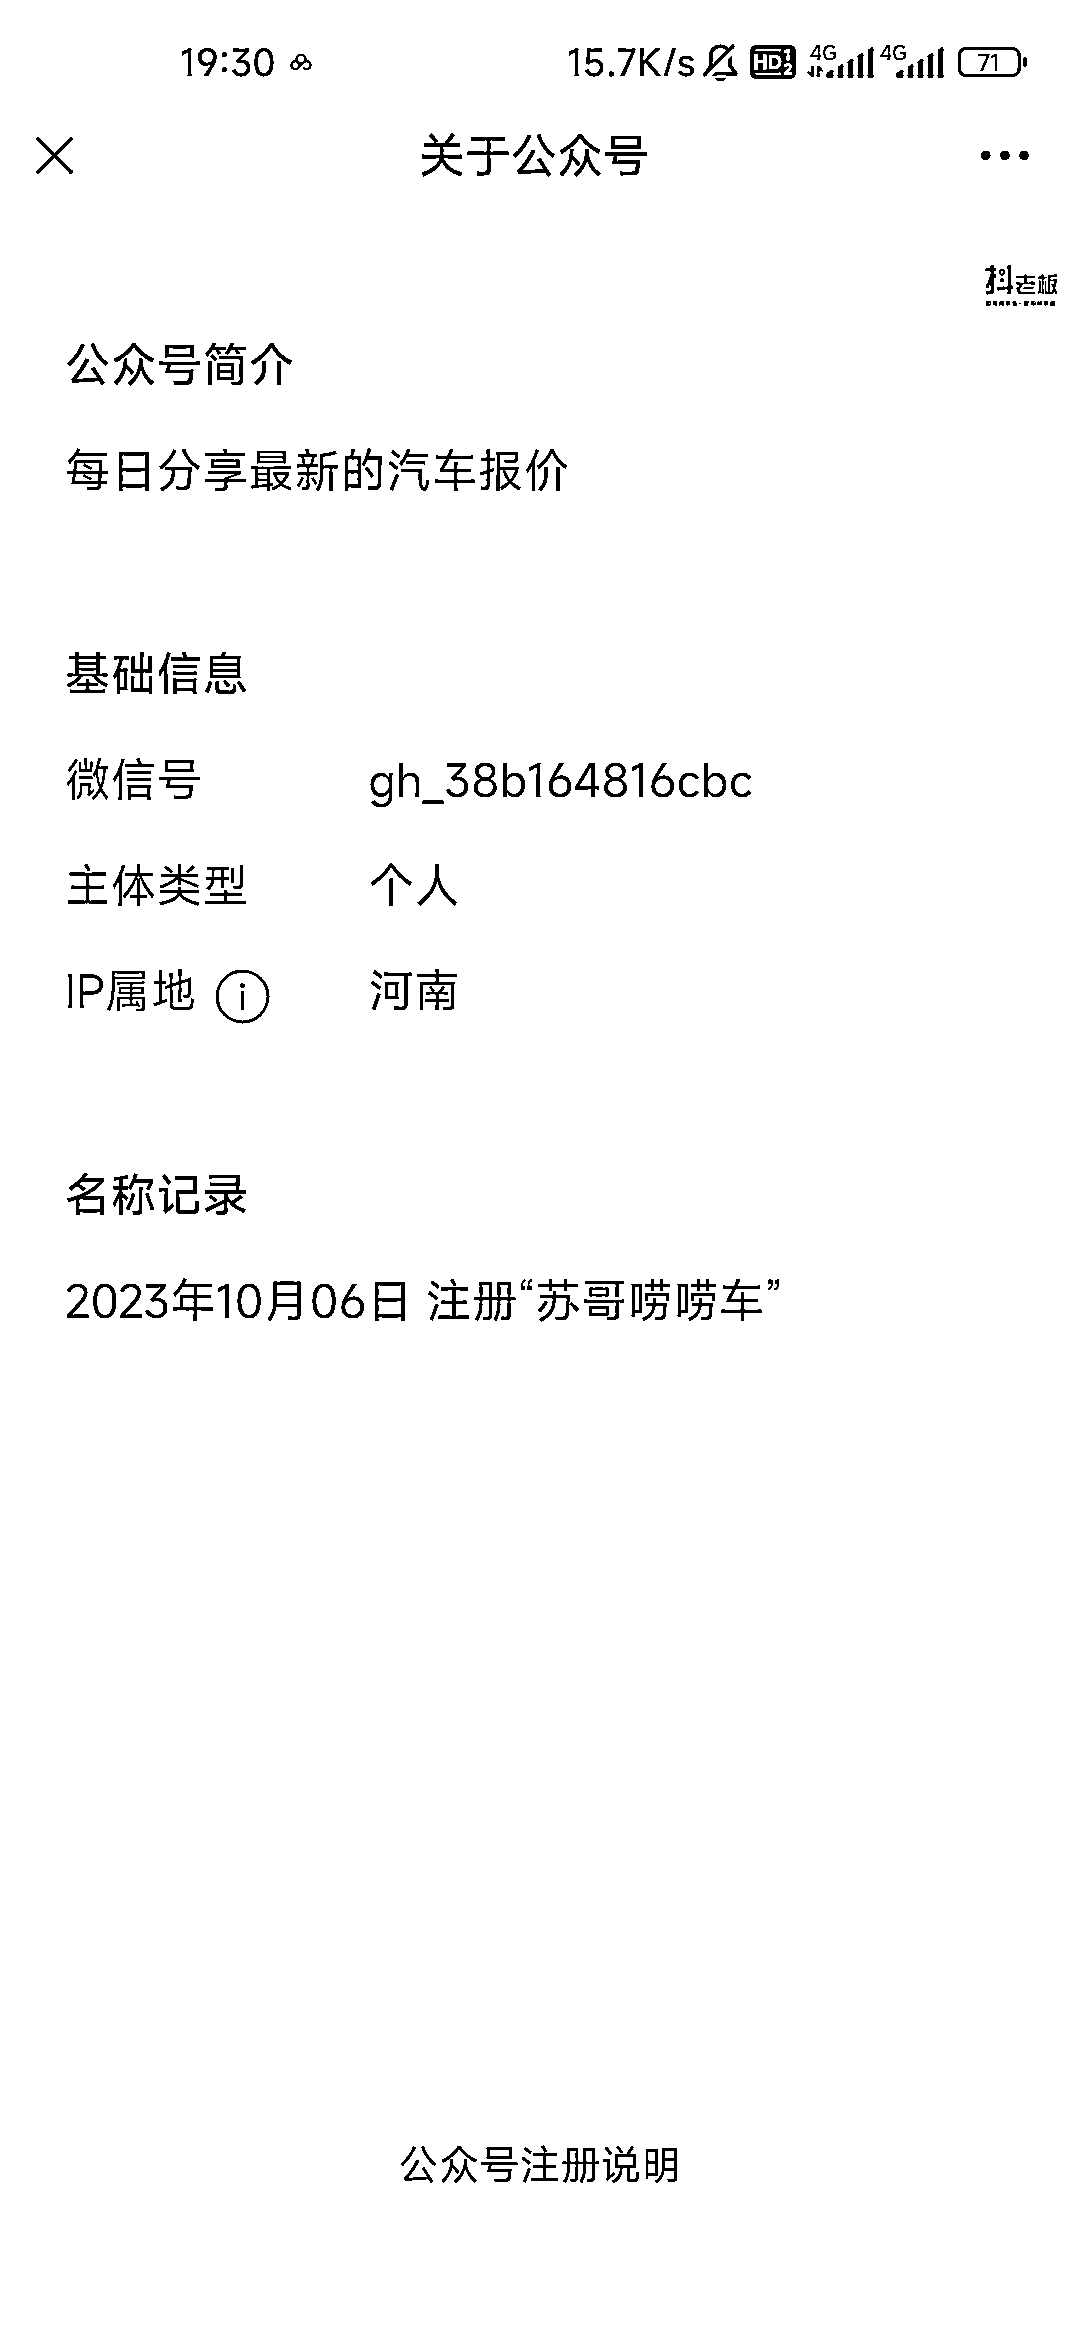 19:30 15.7K/s HD 1 2 4G 4G 71
关于公众号
抖老板
公众号简介
每日分享最新的汽车报价
基础信息
微信号 gh_38b164816cbc
主体类型 个人
IP属地 i 河南
名称记录
2023年10月06日 注册“苏哥唠唠车”
公众号注册说明